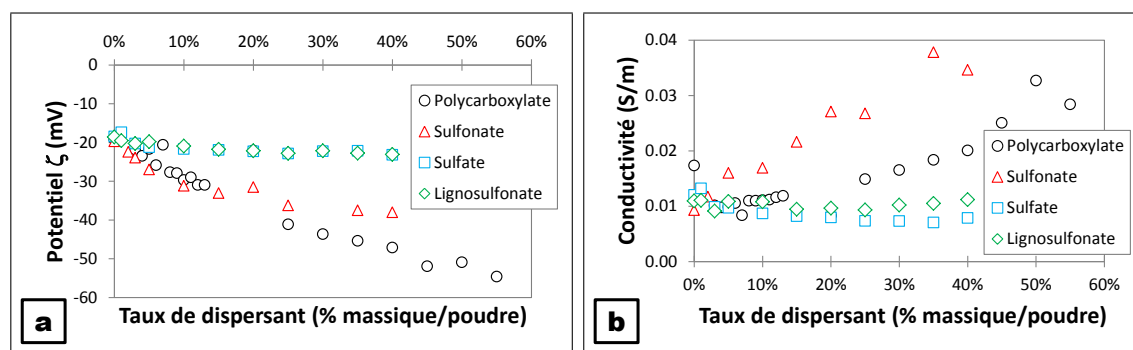 0% 10% 20% 30% 40% 50% 60%
0
-10
-20
-30
-40
-50
-60
Potentiel ζ (mV)
Polycarboxylate
Sulfonate
Sulfate
Lignosulfonate
Taux de dispersant (% massique/poudre)
a
0.04
0.03
0.02
0.01
0.00
Conductivité (S/m)
Polycarboxylate
Sulfonate
Sulfate
Lignosulfonate
0% 10% 20% 30% 40% 50% 60%
Taux de dispersant (% massique/poudre)
b